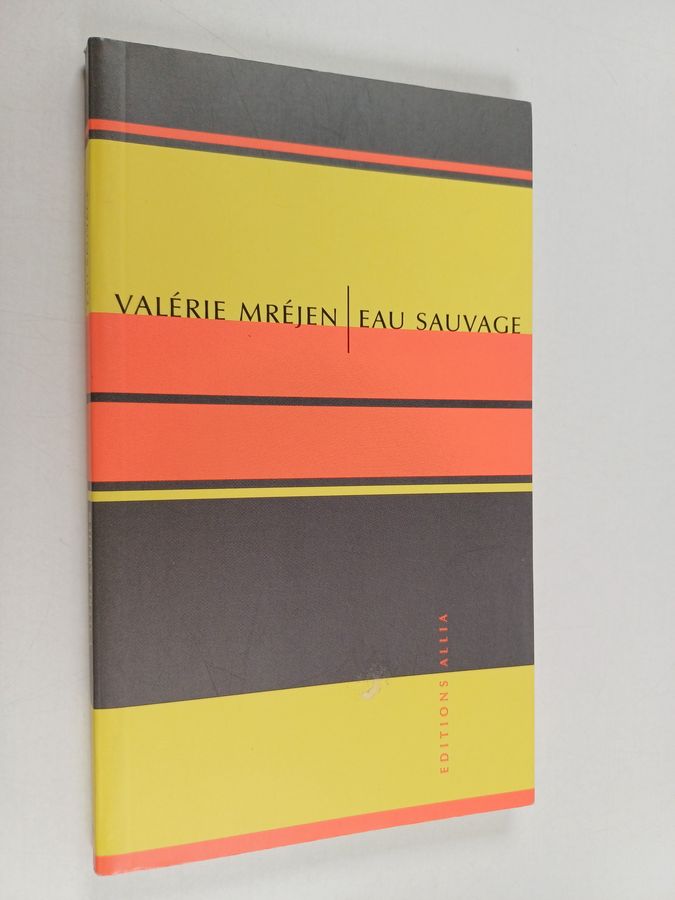 VALÉRIE MRÉJEN | EAU SAUVAGE
EDITIONS ALLIA